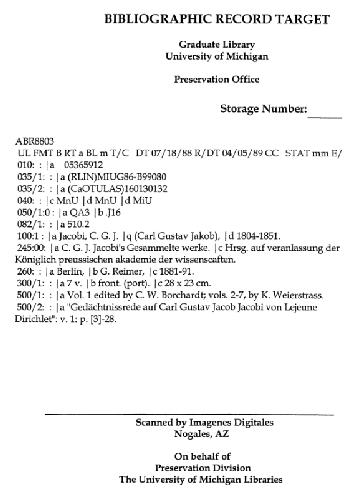 BIBLIOGRAPHIC RECORD TARGET
Graduate Library
University of Michigan
Preservation Office
Storage Number:
ABR8803
UL FMT B RT a BL m T/C DT 07/18/88 R/DT 04/05/89 CC STAT mm E/
010: : |a 05365912
035/1: : |a (RLIN)MIUG86-B99080
035/2: : |a (CaOTULAS)160130132
040: : |c MnU |d MnU |d MiU
050/1:0 : |a QA3 |b .J16
082/1: : |a 510.2
100:1 : |a Jacobi, C. G. J. |q (Carl Gustav Jakob), |d 1804-1851.
245:00: |a C. G. J. Jacobi's Gesammelte werke. |c Hrsg. auf veranlassung der
Königlich preussischen akademie der wissenscaften.
260: : |a Berlin, |b G. Reimer, |c 1881-91.
300/1: : |a 7 v. |b front. (port). |c 28 x 23 cm.
500/1: : |a Vol. 1 edited by C. W. Borchardt; vols. 2-7, by K. Weierstrass.
500/2: : |a "Gedächtnissrede auf Carl Gustav Jacob Jacobi von Lejeune
Dirichlet": v. 1: p. [3]-28.
Scanned by Imagenes Digitales
Nogales, AZ
On behalf of
Preservation Division
The University of Michigan Libraries